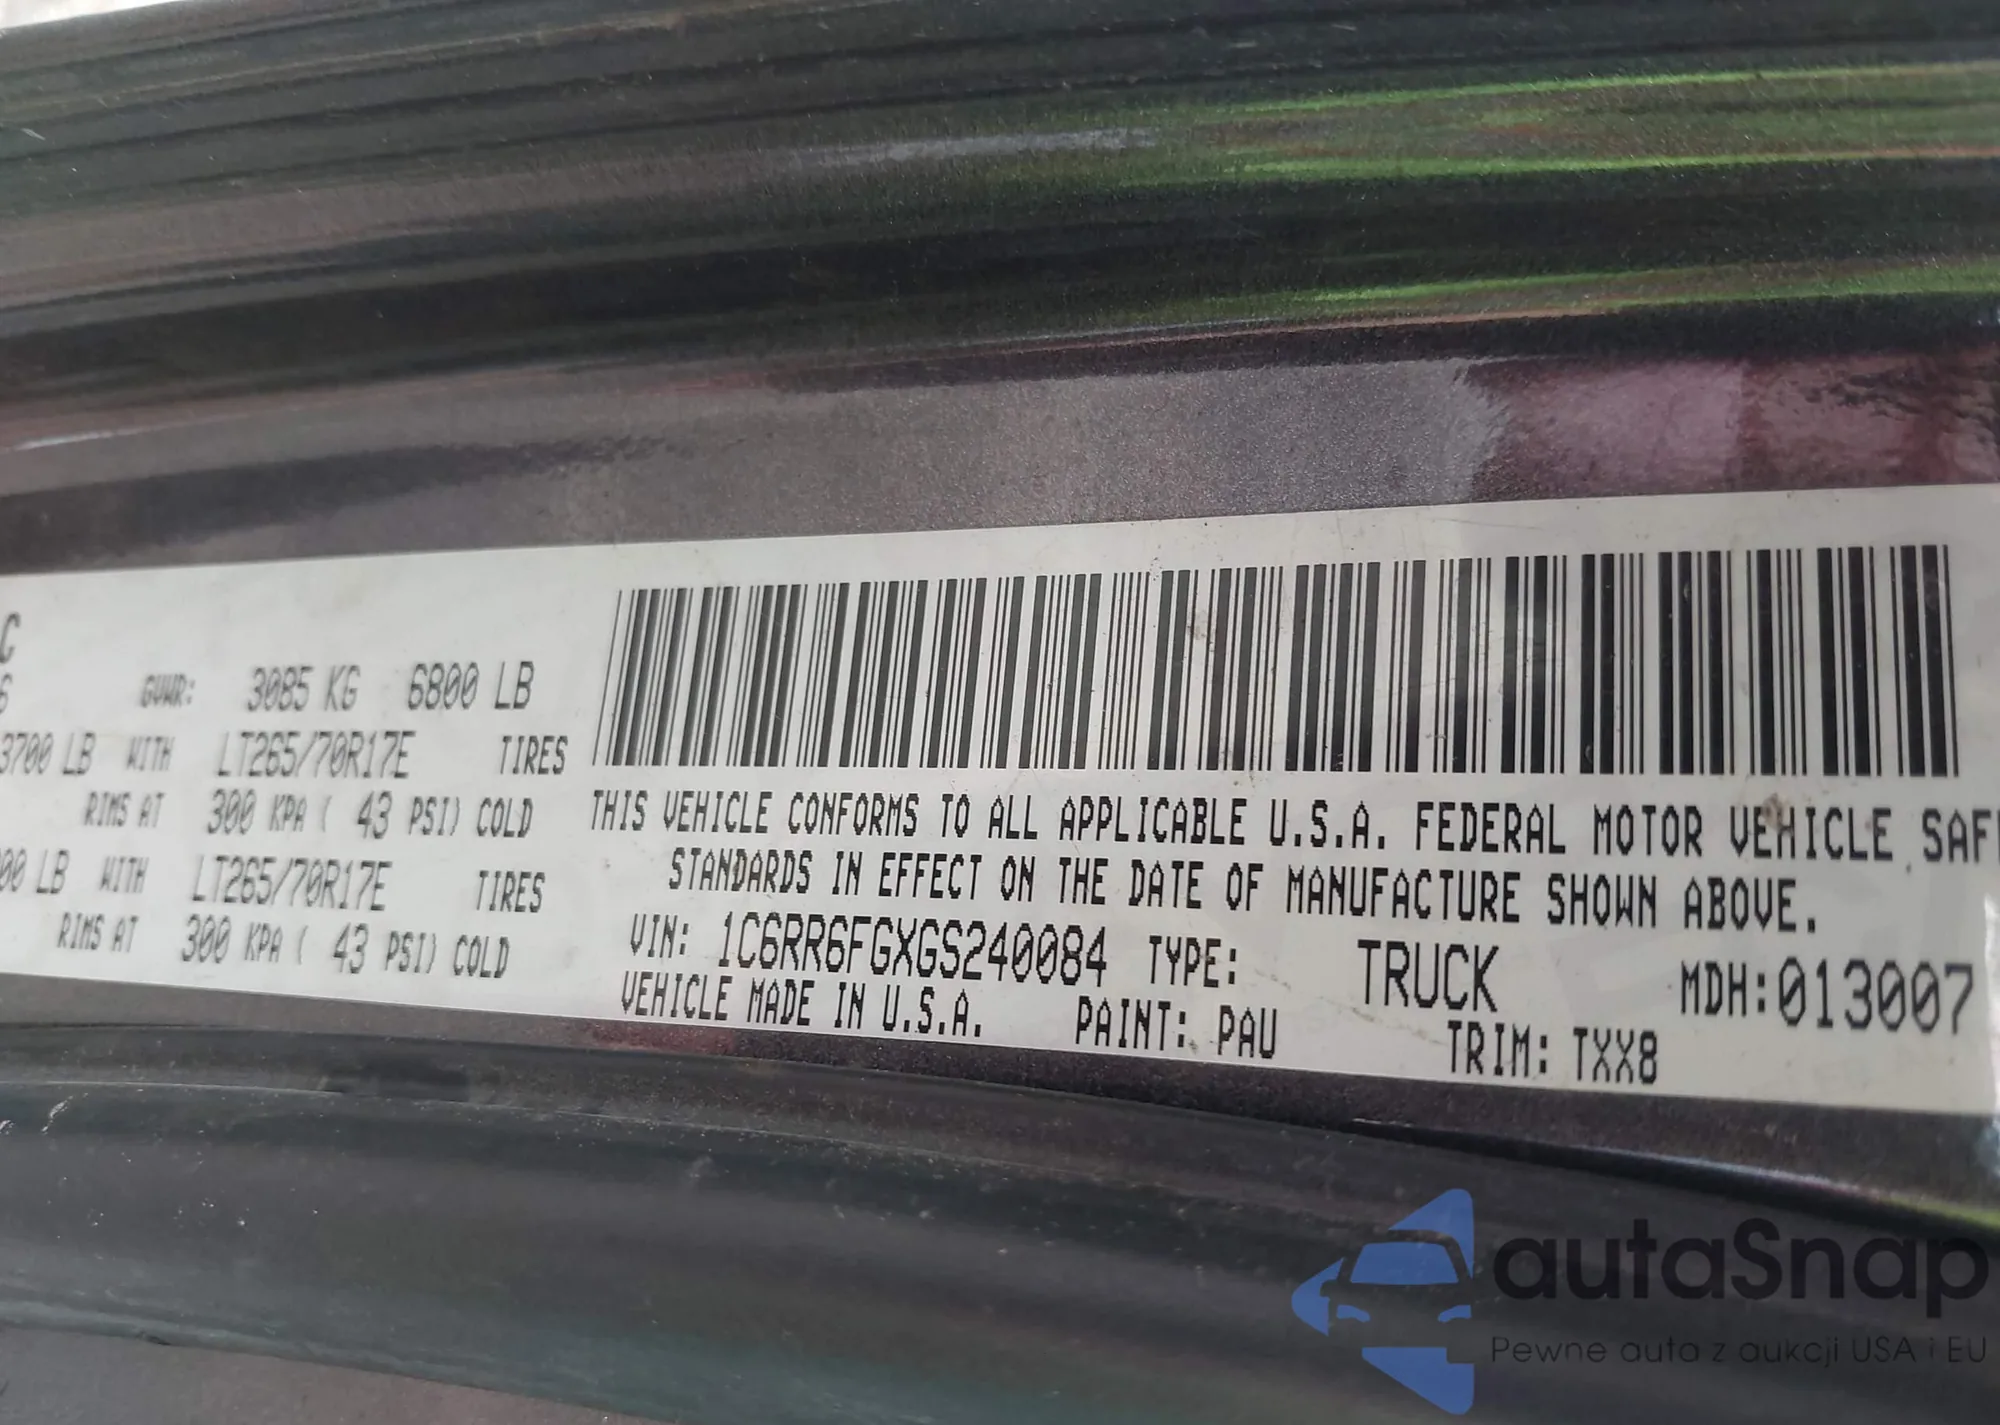 C
6 GVWR: 3085 KG 6800 LB
3700 LB WITH LT265/70R17E TIRES
RIMS AT 300 KPA ( 43 PSI) COLD
00 LB WITH LT265/70R17E TIRES
RIMS AT 300 KPA ( 43 PSI) COLD
THIS VEHICLE CONFORMS TO ALL APPLICABLE U.S.A. FEDERAL MOTOR VEHICLE SAF
STANDARDS IN EFFECT ON THE DATE OF MANUFACTURE SHOWN ABOVE.
VIN: 1C6RR6FGXGS240084 TYPE: TRUCK MDH:013007
VEHICLE MADE IN U.S.A. PAINT: PAU TRIM: TXX8
autaSnap
Pewne auta z aukcji USA i EU